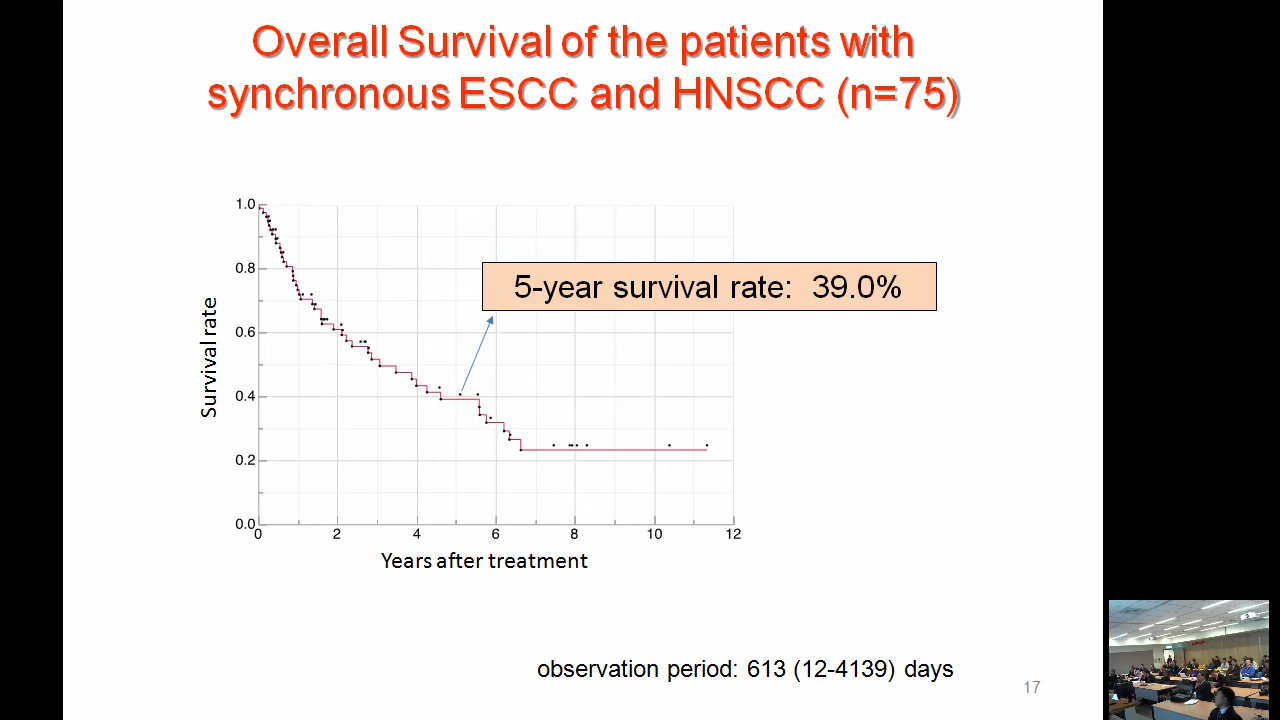 Overall Survival of the patients with
synchronous ESCC and HNSCC (n=75)
1.0
0.8
0.6
0.4
0.2
0.0
Survival rate
5-year survival rate: 39.0%
0 2 4 6 8 10 12
Years after treatment
observation period: 613 (12-4139) days
17